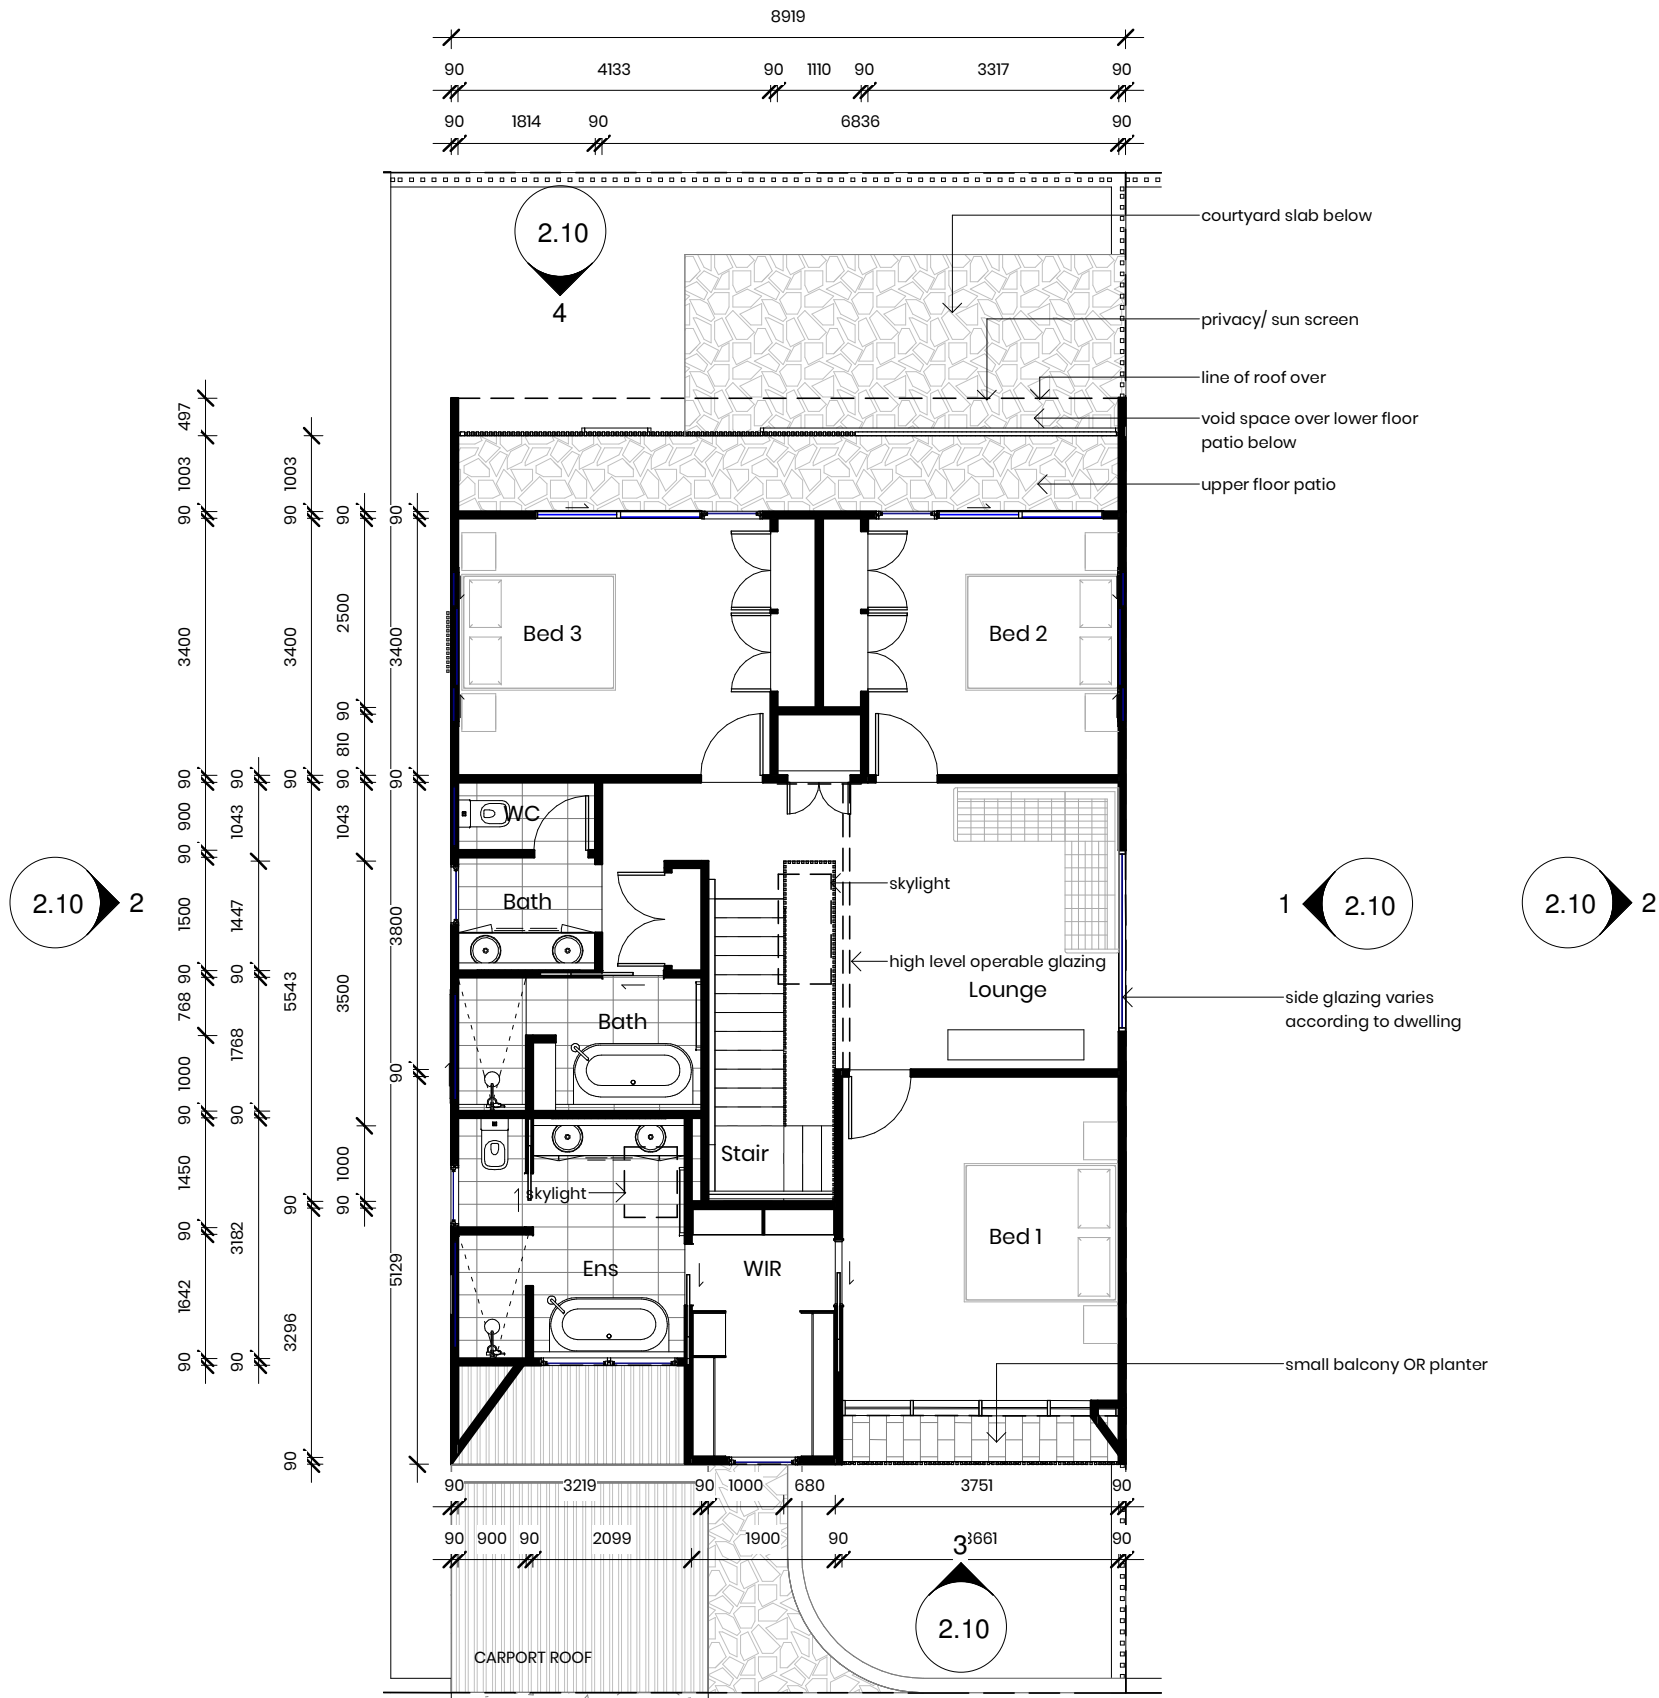 8919
90 4133 90 1110 90 3317 90
90 1814 90 6836 90
2.10
4
courtyard slab below
privacy/ sun screen
line of roof over
void space over lower floor
patio below
upper floor patio
497
1003
90
3400
90
900
90
1500
90
768
1000
90
1450
90
1642
90
90
1043
1447
90
1768
90
3182
90
1003
90
3400
90
5543
90
3296
90
90
2500
90
810
90
1043
3500
1000
90
90
3400
90
3800
90
5129
Bed 3
Bed 2
WC
Bath
skylight
high level operable glazing
Lounge
side glazing varies
according to dwelling
Bath
Stair
skylight
Ens
WIR
Bed 1
small balcony OR planter
2.10
2
1
2.10
2.10
2
90 3219 90 1000 680 3751 90
90 900 90 2099 1900 90 3661 90
3
2.10
CARPORT ROOF